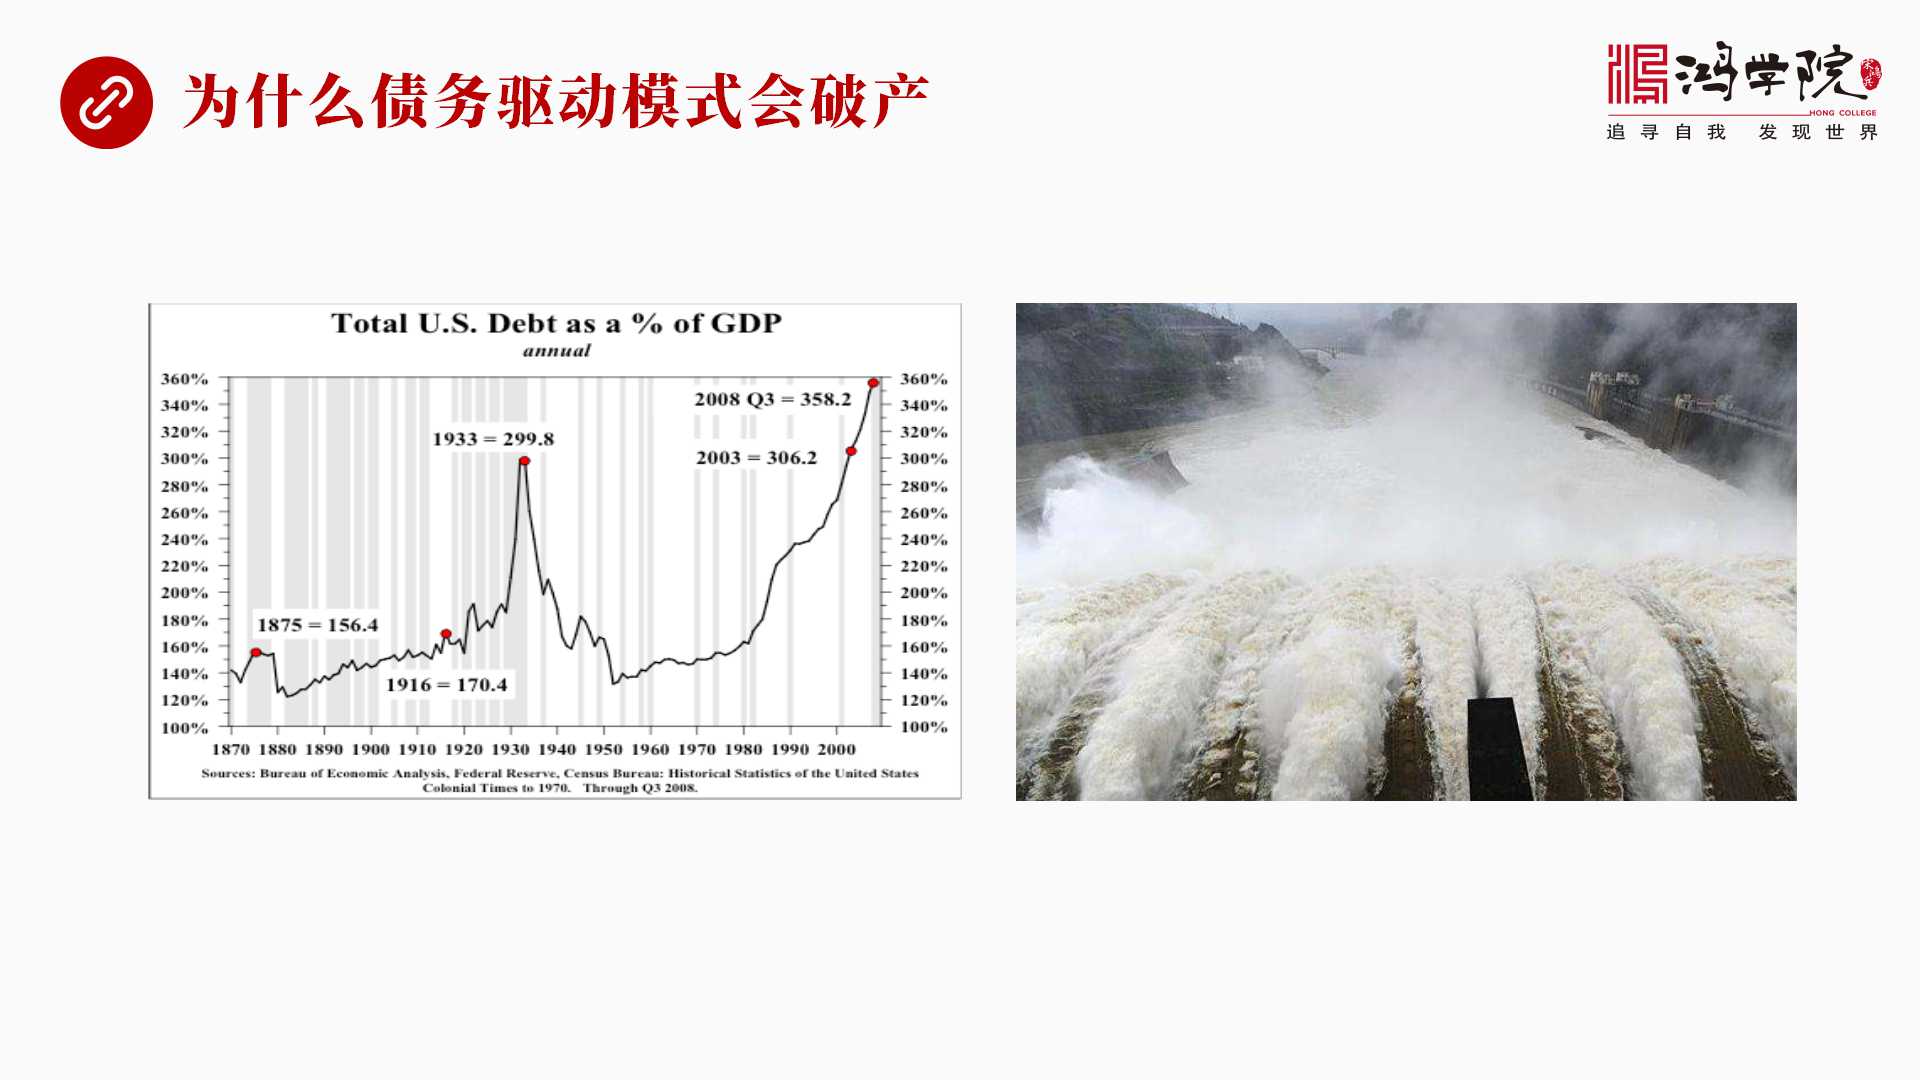 为什么债务驱动模式会破产
鸿学院
宋鸿兵
HONG COLLEGE
追寻自我 发现世界
Total U.S. Debt as a % of GDP
annual
360%
340%
320%
300%
280%
260%
240%
220%
200%
180%
160%
140%
120%
100%
2008 Q3 = 358.2
1933 = 299.8
2003 = 306.2
1875 = 156.4
1916 = 170.4
360%
340%
320%
300%
280%
260%
240%
220%
200%
180%
160%
140%
120%
100%
1870 1880 1890 1900 1910 1920 1930 1940 1950 1960 1970 1980 1990 2000
Sources: Bureau of Economic Analysis, Federal Reserve, Census Bureau: Historical Statistics of the United States
Colonial Times to 1970. Through Q3 2008.